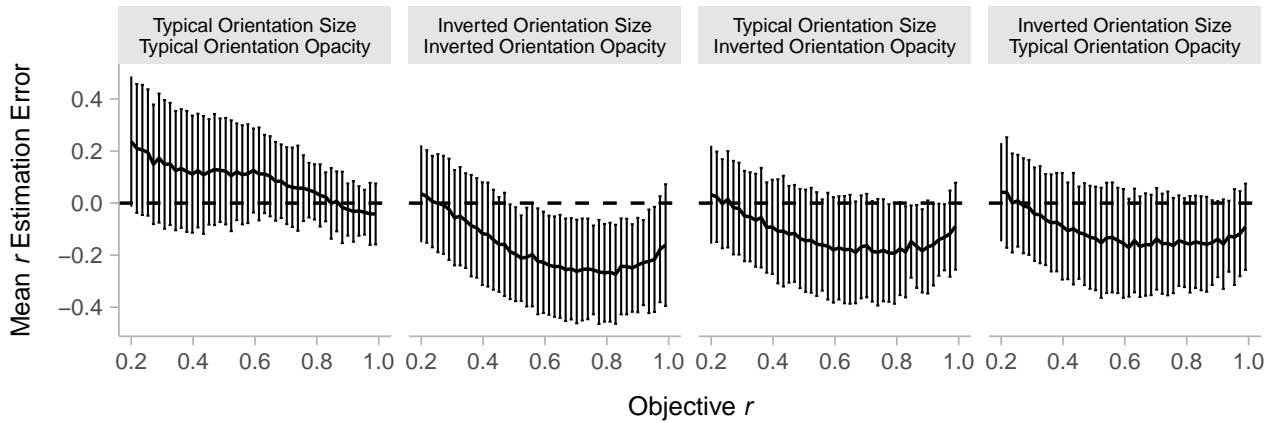 Typical Orientation Size
Typical Orientation Opacity
Inverted Orientation Size
Inverted Orientation Opacity
Typical Orientation Size
Inverted Orientation Opacity
Inverted Orientation Size
Typical Orientation Opacity
Mean r Estimation Error
0.4
0.2
0.0
−0.2
−0.4
0.2 0.4 0.6 0.8 1.0
0.2 0.4 0.6 0.8 1.0
0.2 0.4 0.6 0.8 1.0
0.2 0.4 0.6 0.8 1.0
Objective r